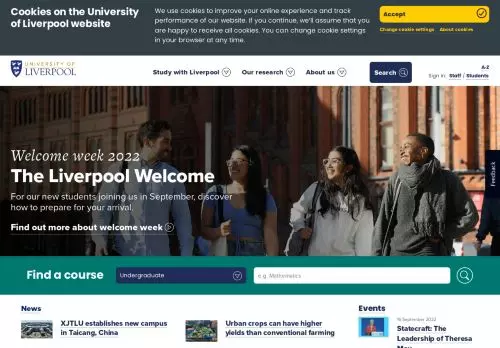 Cookies on the University
of Liverpool website
We use cookies to improve your online experience and track
performance of our website. If you continue, we'll assume that you
are happy to receive all cookies. You can change cookie settings
in your browser at any time.
Accept
Change cookie settings
About cookies
UNIVERSITY OF
LIVERPOOL
Study with Liverpool
Our research
About us
Search
A-Z
Sign in: Staff / Students
Welcome week 2022
The Liverpool Welcome
For our new students joining us in September, discover
how to prepare for your arrival.
Find out more about welcome week
Feedback
Find a course
Undergraduate
e.g. Mathematics
News
XJTLU establishes new campus
in Taicang, China
Urban crops can have higher
yields than conventional farming
Events
16 September 2022
Statecraft: The
Leadership of Theresa